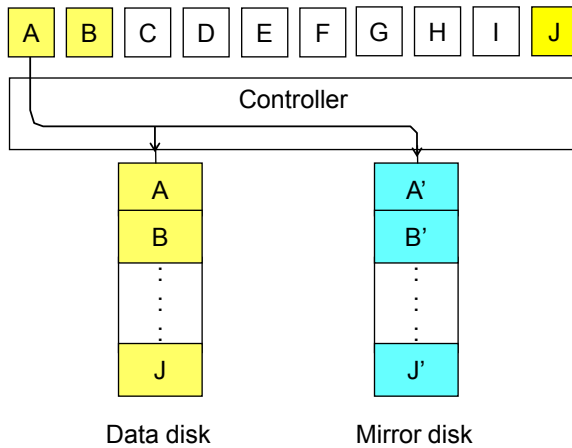 A B C D E F G H I J
Controller
A A’
B B’
J J’
Data disk Mirror disk